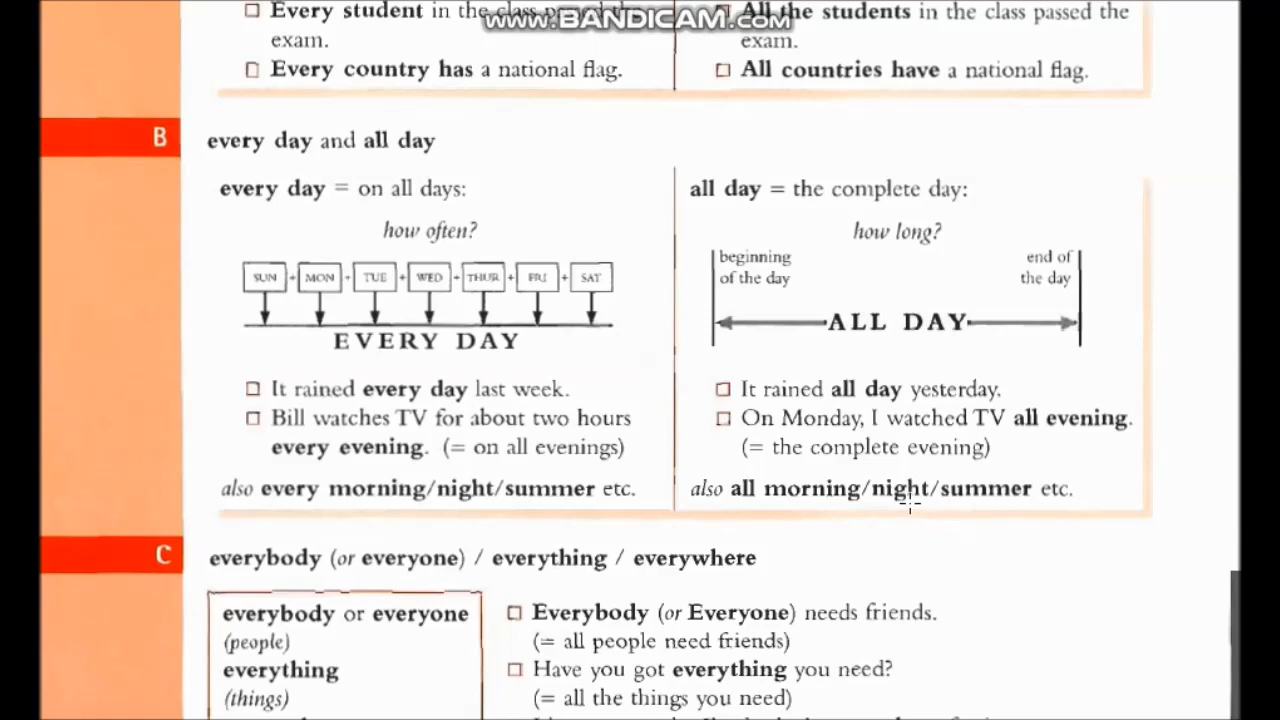 www.BANDICAM.com
Every student in the class passed the
exam.
Every country has a national flag.
All the students in the class passed the
exam.
All countries have a national flag.
B
every day and all day
every day = on all days:
how often?
SUN + MON + TUE + WED + THUR + FRI + SAT
EVERY DAY
It rained every day last week.
Bill watches TV for about two hours
every evening. (= on all evenings)
also every morning/night/summer etc.
all day = the complete day:
how long?
beginning
of the day
end of
the day
ALL DAY
It rained all day yesterday.
On Monday, I watched TV all evening.
(= the complete evening)
also all morning/night/summer etc.
C
everybody (or everyone) / everything / everywhere
everybody or everyone
(people)
everything
(things)
Everybody (or Everyone) needs friends.
(= all people need friends)
Have you got everything you need?
(= all the things you need)